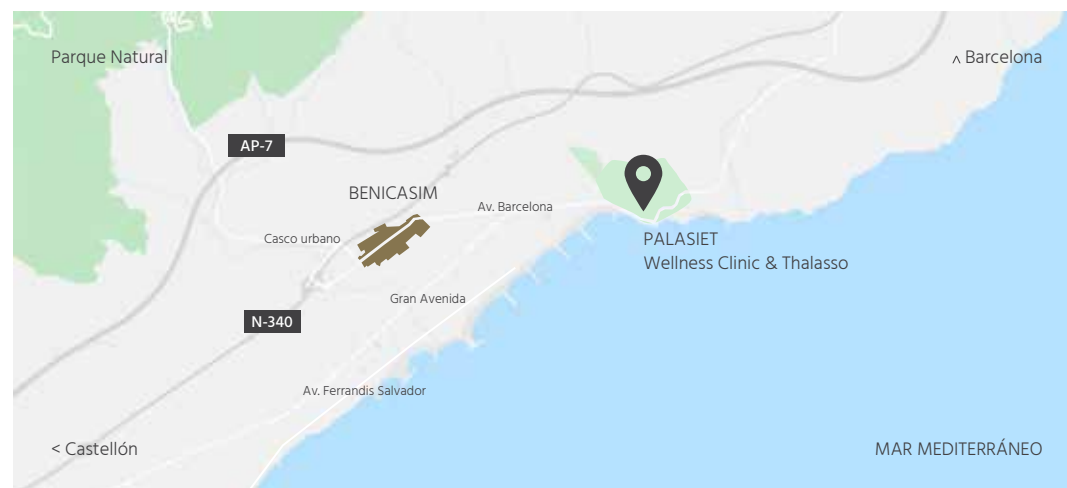 Parque Natural
^ Barcelona
AP-7
BENICASIM
Av. Barcelona
Casco urbano
PALASIET
Wellness Clinic & Thalasso
Gran Avenida
N-340
Av. Ferrandis Salvador
< Castellón
MAR MEDITERRÁNEO